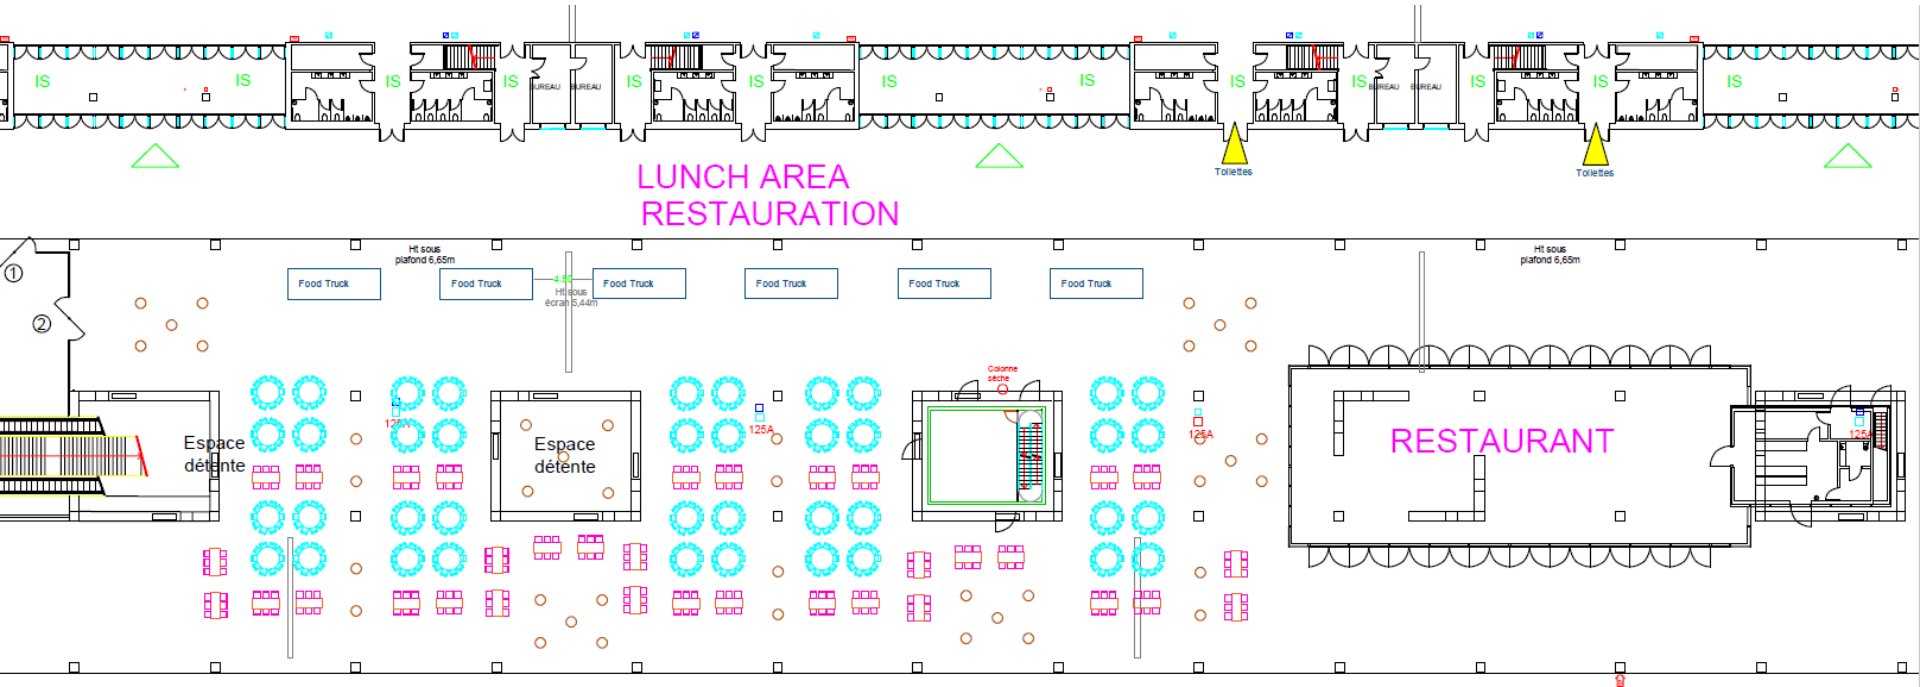 IS IS IS IS IS IS IS IS IS IS IS IS IS
BUREAU BUREAU BUREAU BUREAU
Toilettes
Toilettes
LUNCH AREA
RESTAURATION
Ht sous
plafond 6,65m
Ht sous
plafond 6,65m
1
2
Food Truck Food Truck Food Truck Food Truck Food Truck Food Truck
4.50
Ht sous
écran 5,44m
Colonne
sèche
125A 125A 125A 125A
Espace
détente
Espace
détente
RESTAURANT